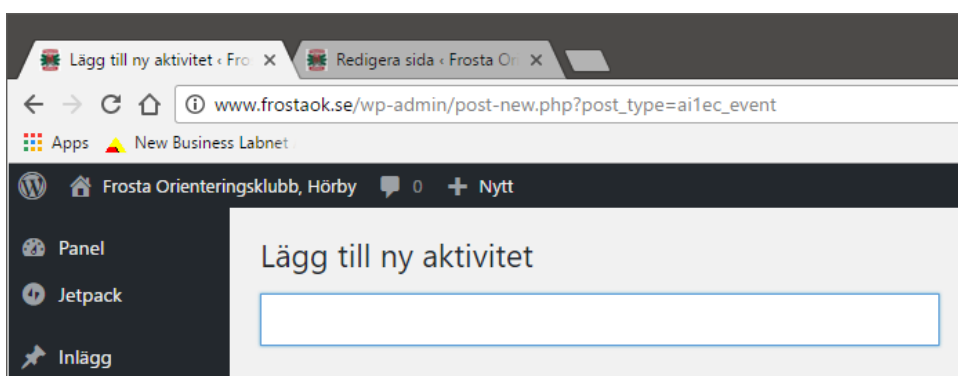 Lägg till ny aktivitet ‹ Fro
Redigera sida ‹ Frosta Or
www.frostaok.se/wp-admin/post-new.php?post_type=ai1ec_event
Apps New Business Labnet
Frosta Orienteringsklubb, Hörby 0 Nytt
Panel
Lägg till ny aktivitet
Jetpack
Inlägg